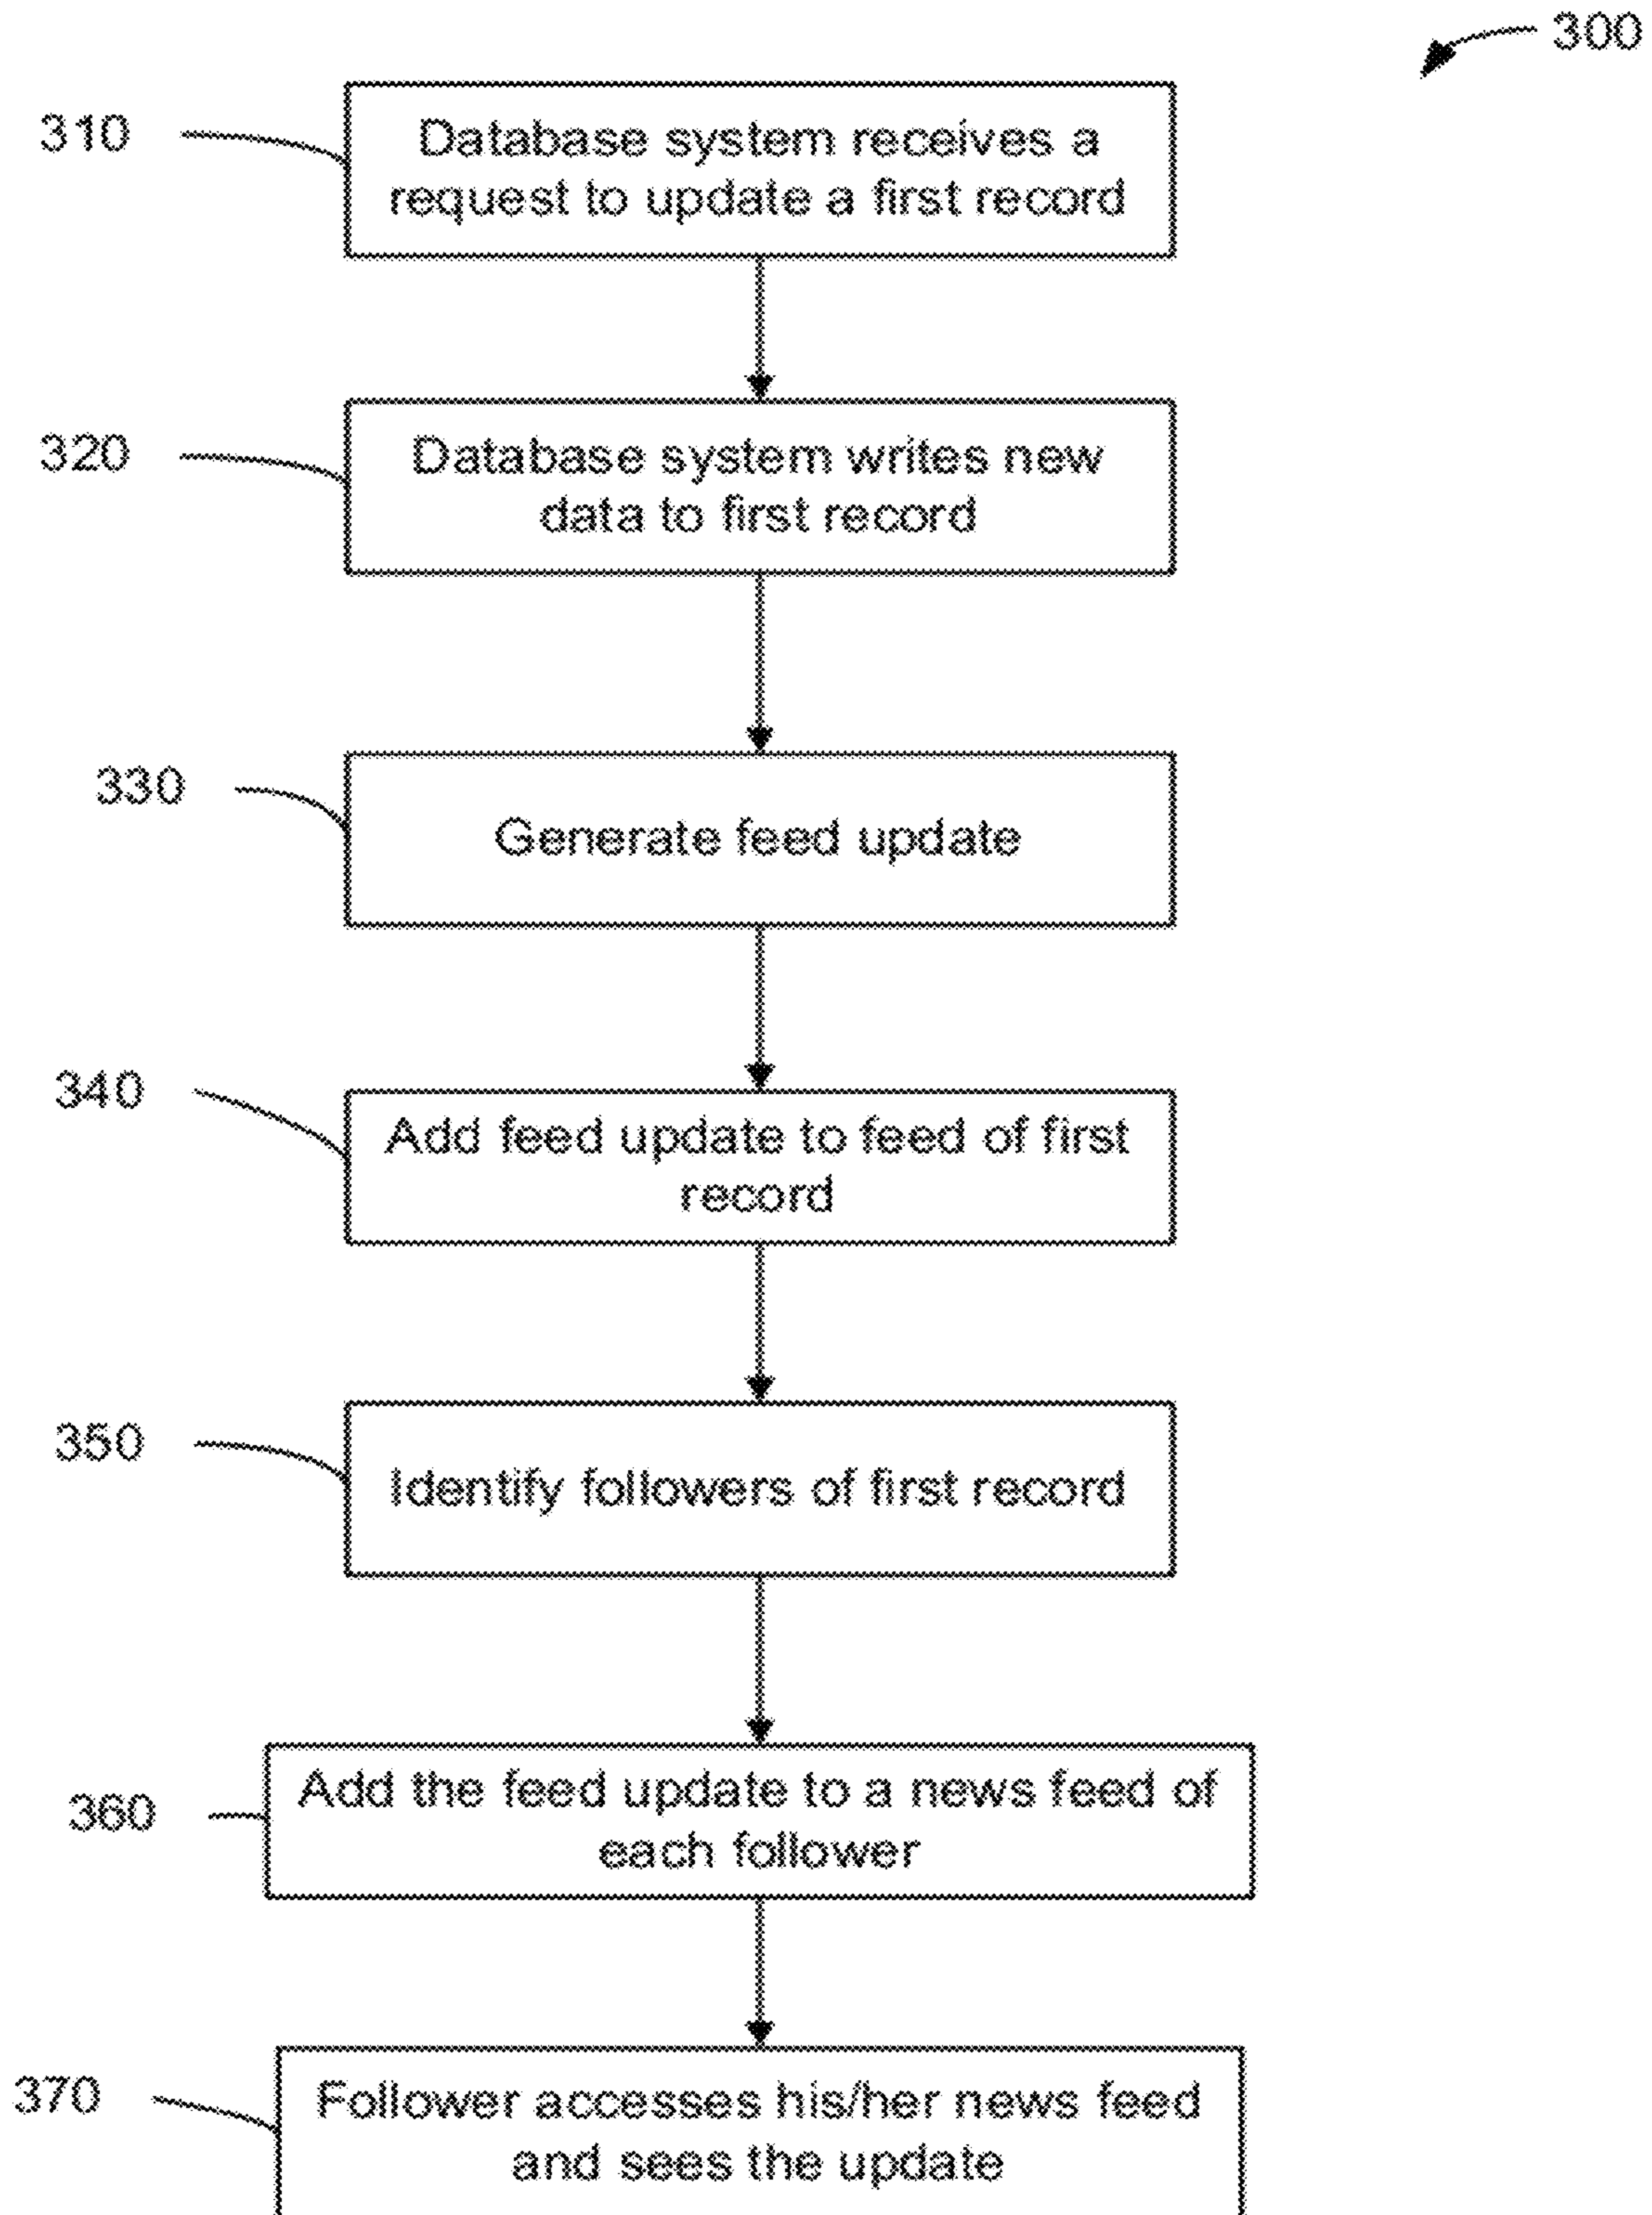 300
310
Database system receives a
request to update a first record
320
Database system writes new
data to first record
330
Generate feed update
340
Add feed update to feed of first
record
350
Identify followers of first record
360
Add the feed update to a news feed of
each follower
370
Follower accesses his/her news feed
and sees the update